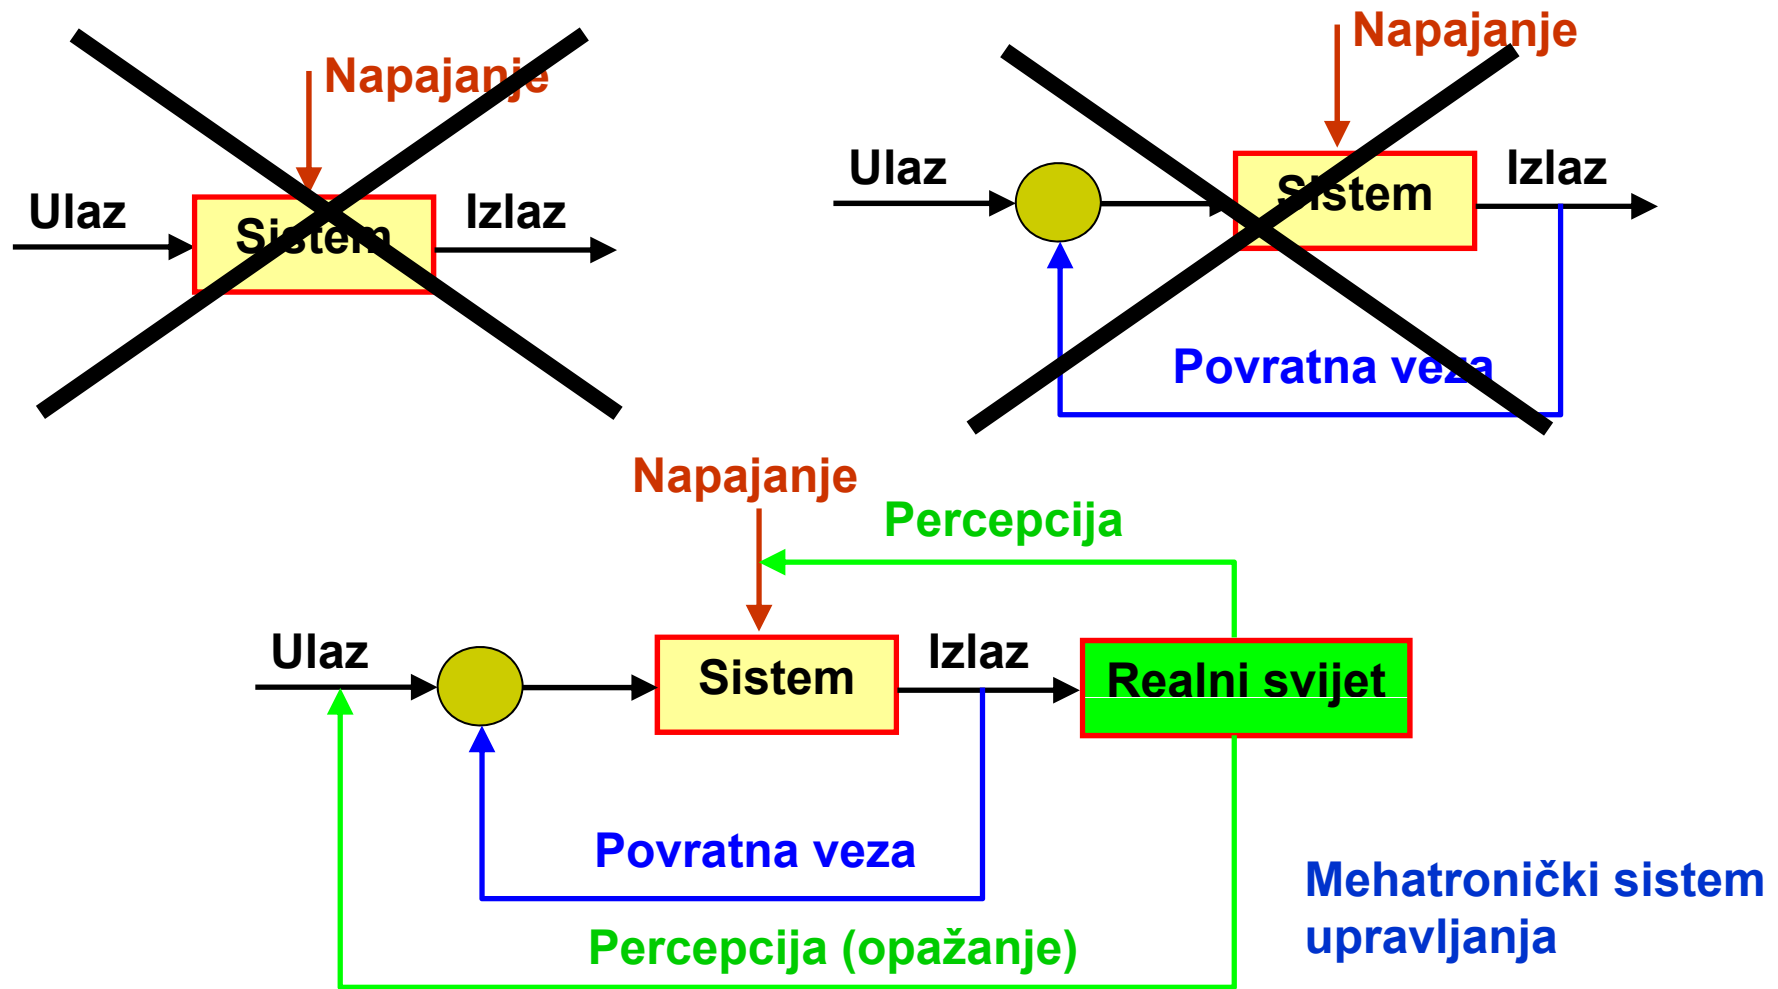 Napajanje
Ulaz
Sistem
Izlaz
Napajanje
Ulaz
Sistem
Izlaz
Povratna veza
Napajanje
Percepcija
Ulaz
Sistem
Izlaz
Realni svijet
Povratna veza
Percepcija (opažanje)
Mehatronički sistem
upravljanja